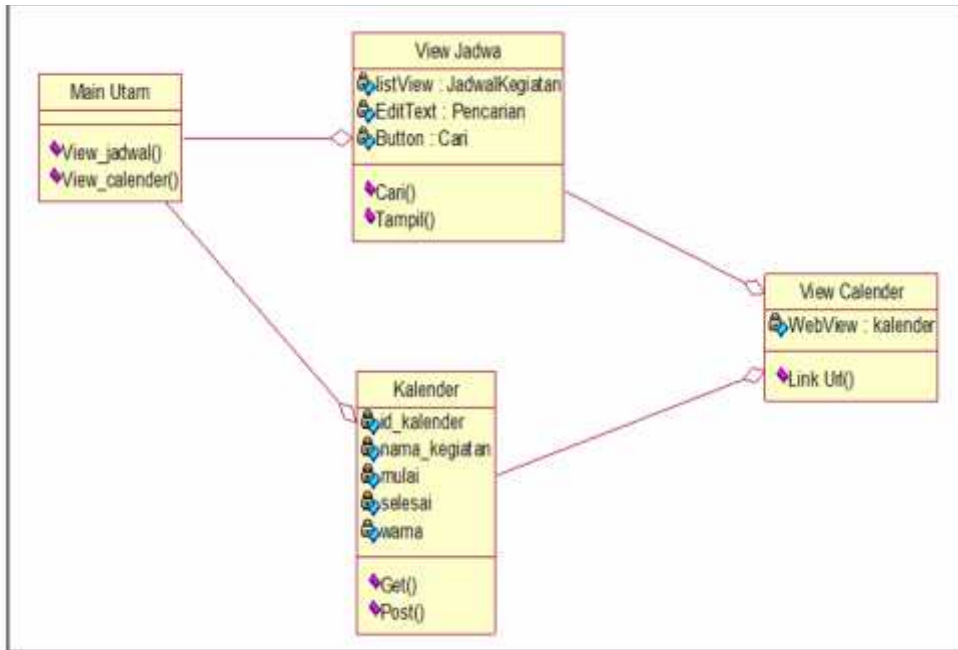 Main Utam
View_jadwal()
View_calender()
View Jadwa
listView : JadwalKegiatan
EditText : Pencarian
Button : Cari
Cari()
Tampil()
View Calender
WebView : kalender
Link Url()
Kalender
id_kalender
nama_kegiatan
mulai
selesai
warna
Get()
Post()